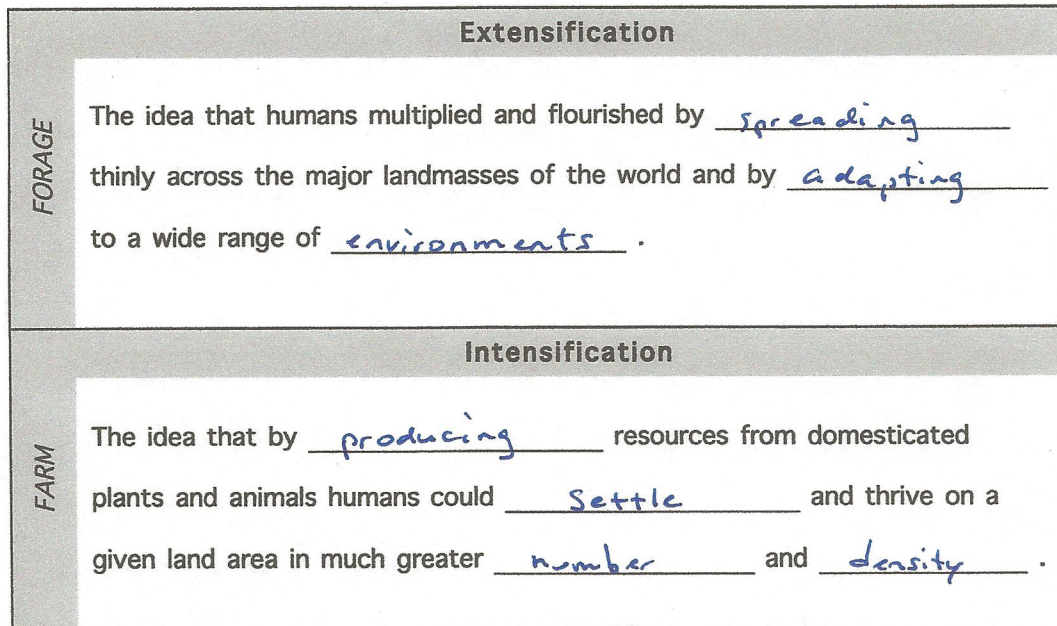 Extensification
FORAGE
The idea that humans multiplied and flourished by spreading
thinly across the major landmasses of the world and by adapting
to a wide range of environments .
Intensification
FARM
The idea that by producing resources from domesticated
plants and animals humans could settle and thrive on a
given land area in much greater number and density .